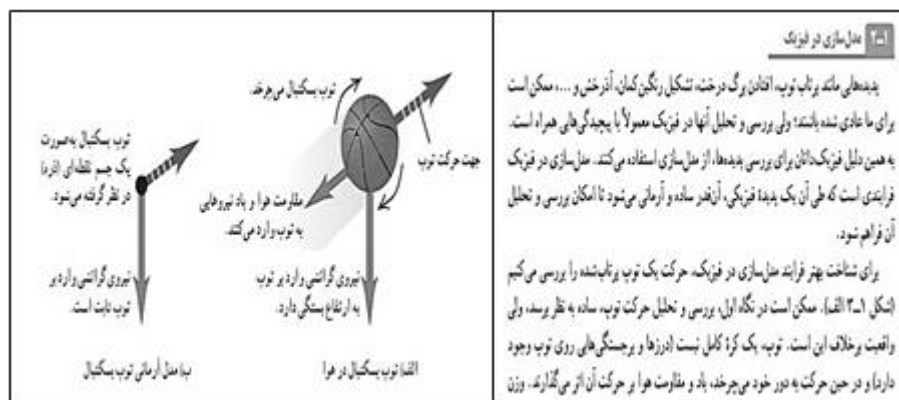 ۱ــ۲ مدل‌سازی در فیزیک
پدیده‌هایی مانند پرتاب توپ، افتادن برگ درخت، تشکیل رنگین کمان، آذرخش و ...، ممکن است
برای ما عادی شده باشند؛ ولی بررسی و تحلیل آنها در فیزیک معمولاً با پیچیدگی‌هایی همراه است.
به همین دلیل فیزیک‌دانان برای بررسی پدیده‌ها، از مدل‌سازی استفاده می‌کنند. مدل‌سازی در فیزیک
فرایندی است که طی آن یک پدیدهٔ فیزیکی، آن‌قدر ساده و آرمانی می‌شود تا امکان بررسی و تحلیل
آن فراهم شود.
برای شناخت بهتر فرایند مدل‌سازی در فیزیک، حرکت یک توپ پرتاب‌شده را بررسی می‌کنیم
(شکل ۱ــ۳ الف). ممکن است در نگاه اول، بررسی و تحلیل حرکت توپ، ساده به نظر برسد، ولی
واقعیت برخلاف این است. توپ، یک کرهٔ کامل نیست (درزها و برجستگی‌هایی روی توپ وجود
دارد) و در حین حرکت به دور خود می‌چرخد، باد و مقاومت هوا بر حرکت آن اثر می‌گذارند. وزن
توپ بسکتبال می‌چرخد.
جهت حرکت توپ
مقاومت هوا و باد نیروهایی
به توپ وارد می‌کنند.
نیروی گرانشی وارد بر توپ
به ارتفاع بستگی دارد.
الف) توپ بسکتبال در هوا
توپ بسکتبال به‌صورت
یک جسم نقطه‌ای (ذره)
در نظر گرفته می‌شود.
نیروی گرانشی وارد بر
توپ ثابت است.
ب) مدل آرمانی توپ بسکتبال